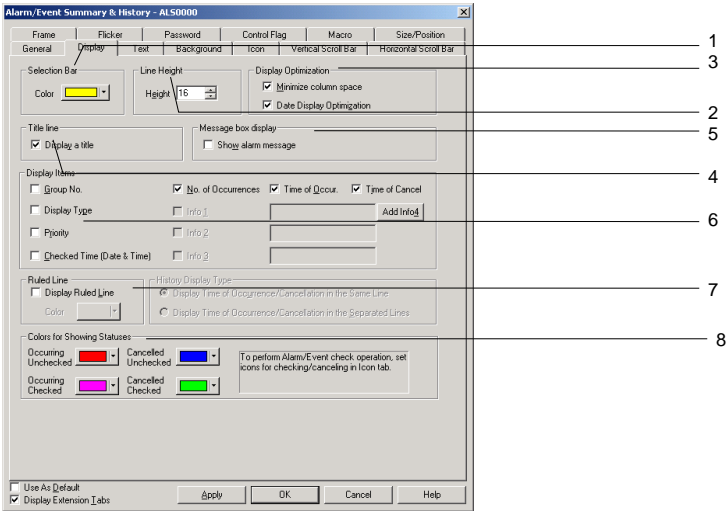 Alarm/Event Summary & History - ALS0000
Frame Flicker Password Control Flag Macro Size/Position
General Display Text Background Icon Vertical Scroll Bar Horizontal Scroll Bar
1
3
Selection Bar Line Height Display Optimization
Color Height 16 Minimize column space
Date Display Optimization
2
Title line Message box display
5
Display a title Show alarm message
4
Display Items
Group No. No. of Occurrences Time of Occur. Time of Cancel
Display Type Info 1 Add Info4
6
Priority Info 2
Checked Time (Date & Time) Info 3
Ruled Line History Display Type
7
Display Ruled Line Display Time of Occurrence/Cancellation in the Same Line
Color Display Time of Occurrence/Cancellation in the Separated Lines
Colors for Showing Statuses
8
Occurring Unchecked Cancelled Unchecked To perform Alarm/Event check operation, set
icons for checking/canceling in Icon tab.
Occurring Checked Cancelled Checked
Use As Default
Display Extension Tabs Apply OK Cancel Help